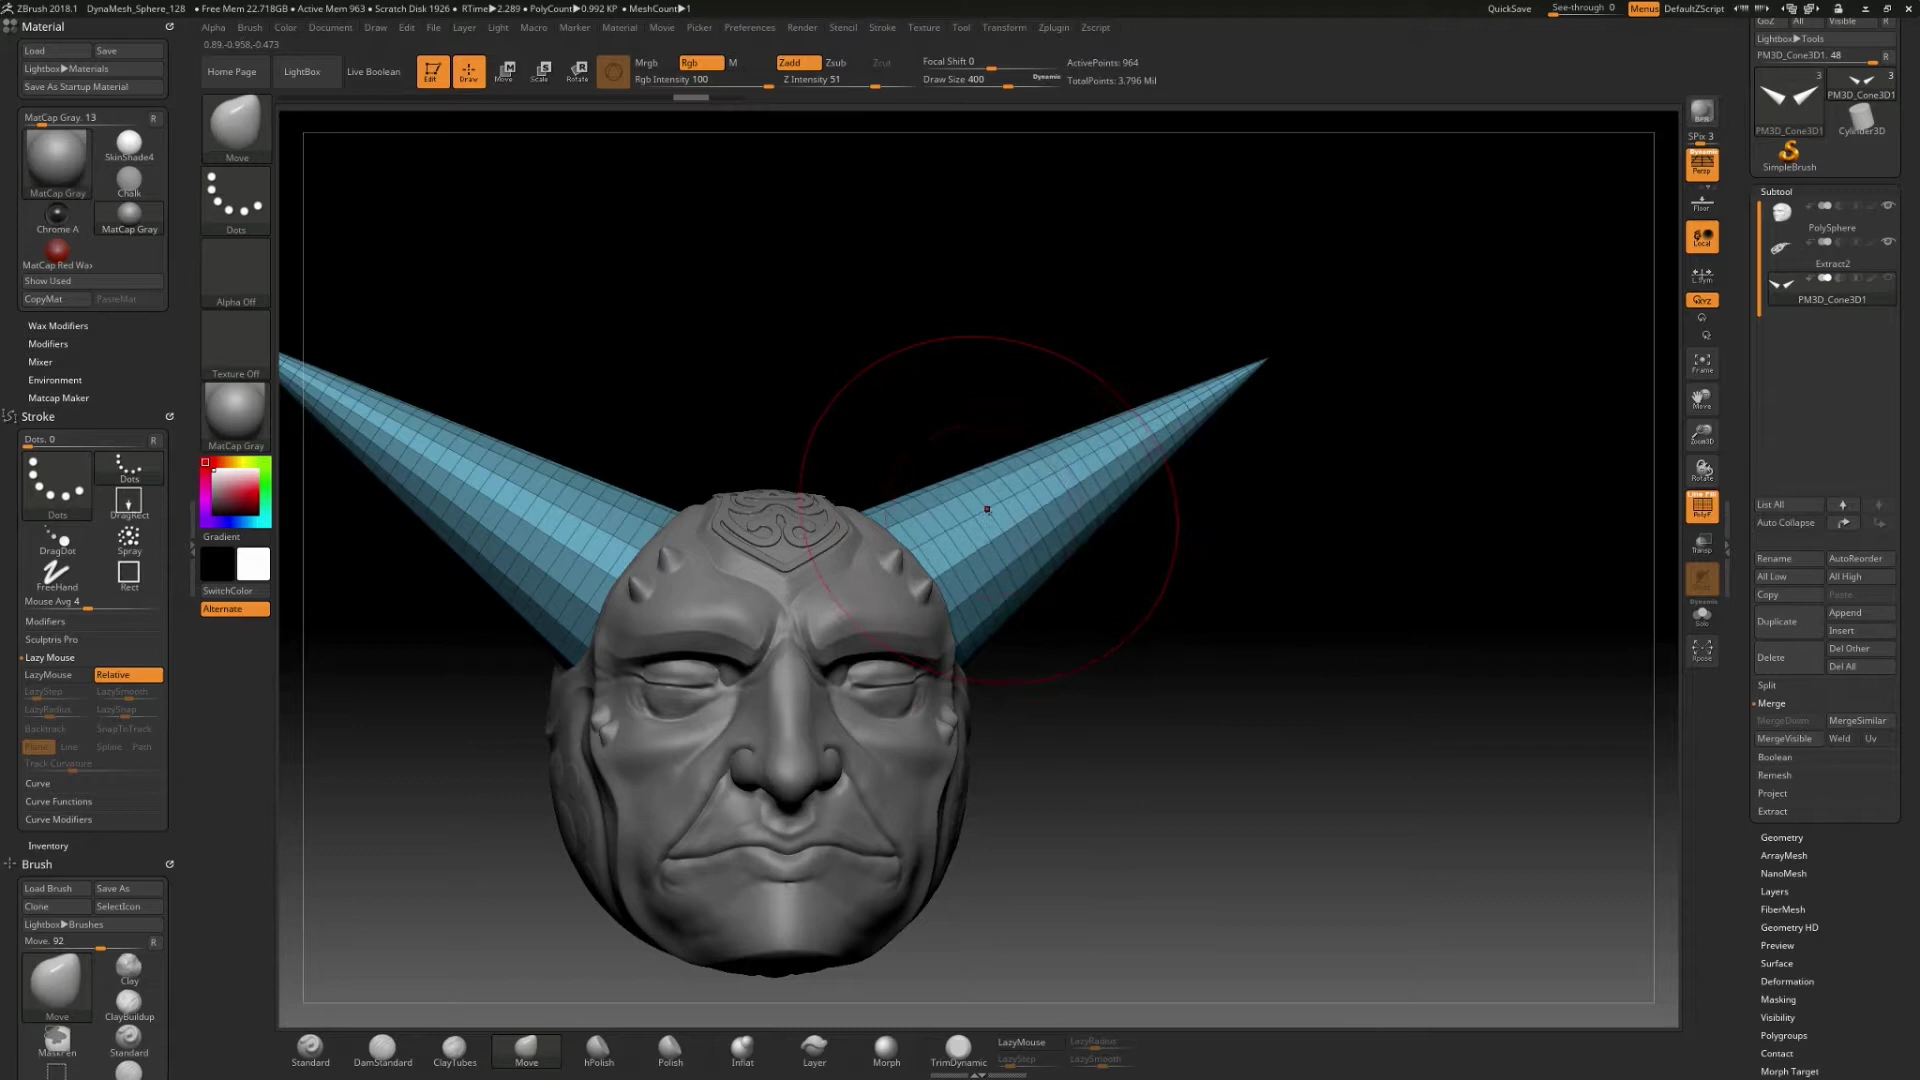 ZBrush 2018.1 DynaMesh_Sphere_128 • Free Mem 22.718GB • Active Mem 963 • Scratch Disk 1926 • RTime▶2.289 • PolyCount▶0.992 KP • MeshCount▶1 QuickSave See-through 0 Menus DefaultZScript
Material
Alpha Brush Color Document Draw Edit File Layer Light Macro Marker Material Movie Picker Preferences Render Stencil Stroke Texture Tool Transform Zplugin Zscript
0.89,-0.958,-0.473
Load Save
Lightbox▶Materials
Save As Startup Material
MatCap Gray. 13 R
SkinShade4
MatCap Gray Chalk
Chrome A MatCap Gray
MatCap Red Wax
Show Used
CopyMat PasteMat
Wax Modifiers
Modifiers
Mixer
Environment
Matcap Maker
Stroke
Dots. 0 R
Dots
Dots DragRect
DragDot Spray
FreeHand Rect
Mouse Avg 4
Modifiers
Sculptris Pro
Lazy Mouse
LazyMouse Relative
LazyStep LazySmooth
LazyRadius LazySnap
Backtrack SnapToTrack
Plane Line Spline Path
Track Curvature
Curve
Curve Functions
Curve Modifiers
Inventory
Brush
Load Brush Save As
Clone SelectIcon
Lightbox▶Brushes
Move. 92 R
Clay
Move ClayBuildup
MaskPen Standard
Home Page LightBox Live Boolean
Edit Draw Move Scale Rotate
Mrgb Rgb M
Rgb Intensity 100
Zadd Zsub Zcut
Z Intensity 51
Focal Shift 0
Draw Size 400 Dynamic
ActivePoints: 964
TotalPoints: 3.796 Mil
Move
Dots
Alpha Off
Texture Off
MatCap Gray
Gradient
SwitchColor
Alternate
Standard DamStandard ClayTubes Move hPolish Polish Inflat Layer Morph TrimDynamic
LazyMouse LazyRadius
LazyStep LazySmooth
BPR
SPix 3
Dynamic
Persp
Floor
Local
L.Sym
XYZ
Frame
Move
Zoom3D
Rotate
Line Fill
PolyF
Transp
Dynamic
Solo
Xpose
GoZ All Visible R
Lightbox▶Tools
PM3D_Cone3D1. 48 R
3 3
PM3D_Cone3D1
PM3D_Cone3D1 Cylinder3D
SimpleBrush
Subtool
PolySphere
Extract2
PM3D_Cone3D1
List All
Auto Collapse
Rename AutoReorder
All Low All High
Copy Paste
Duplicate Append
Insert
Delete Del Other
Del All
Split
Merge
MergeDown MergeSimilar
MergeVisible Weld Uv
Boolean
Remesh
Project
Extract
Geometry
ArrayMesh
NanoMesh
Layers
FiberMesh
Geometry HD
Preview
Surface
Deformation
Masking
Visibility
Polygroups
Contact
Morph Target